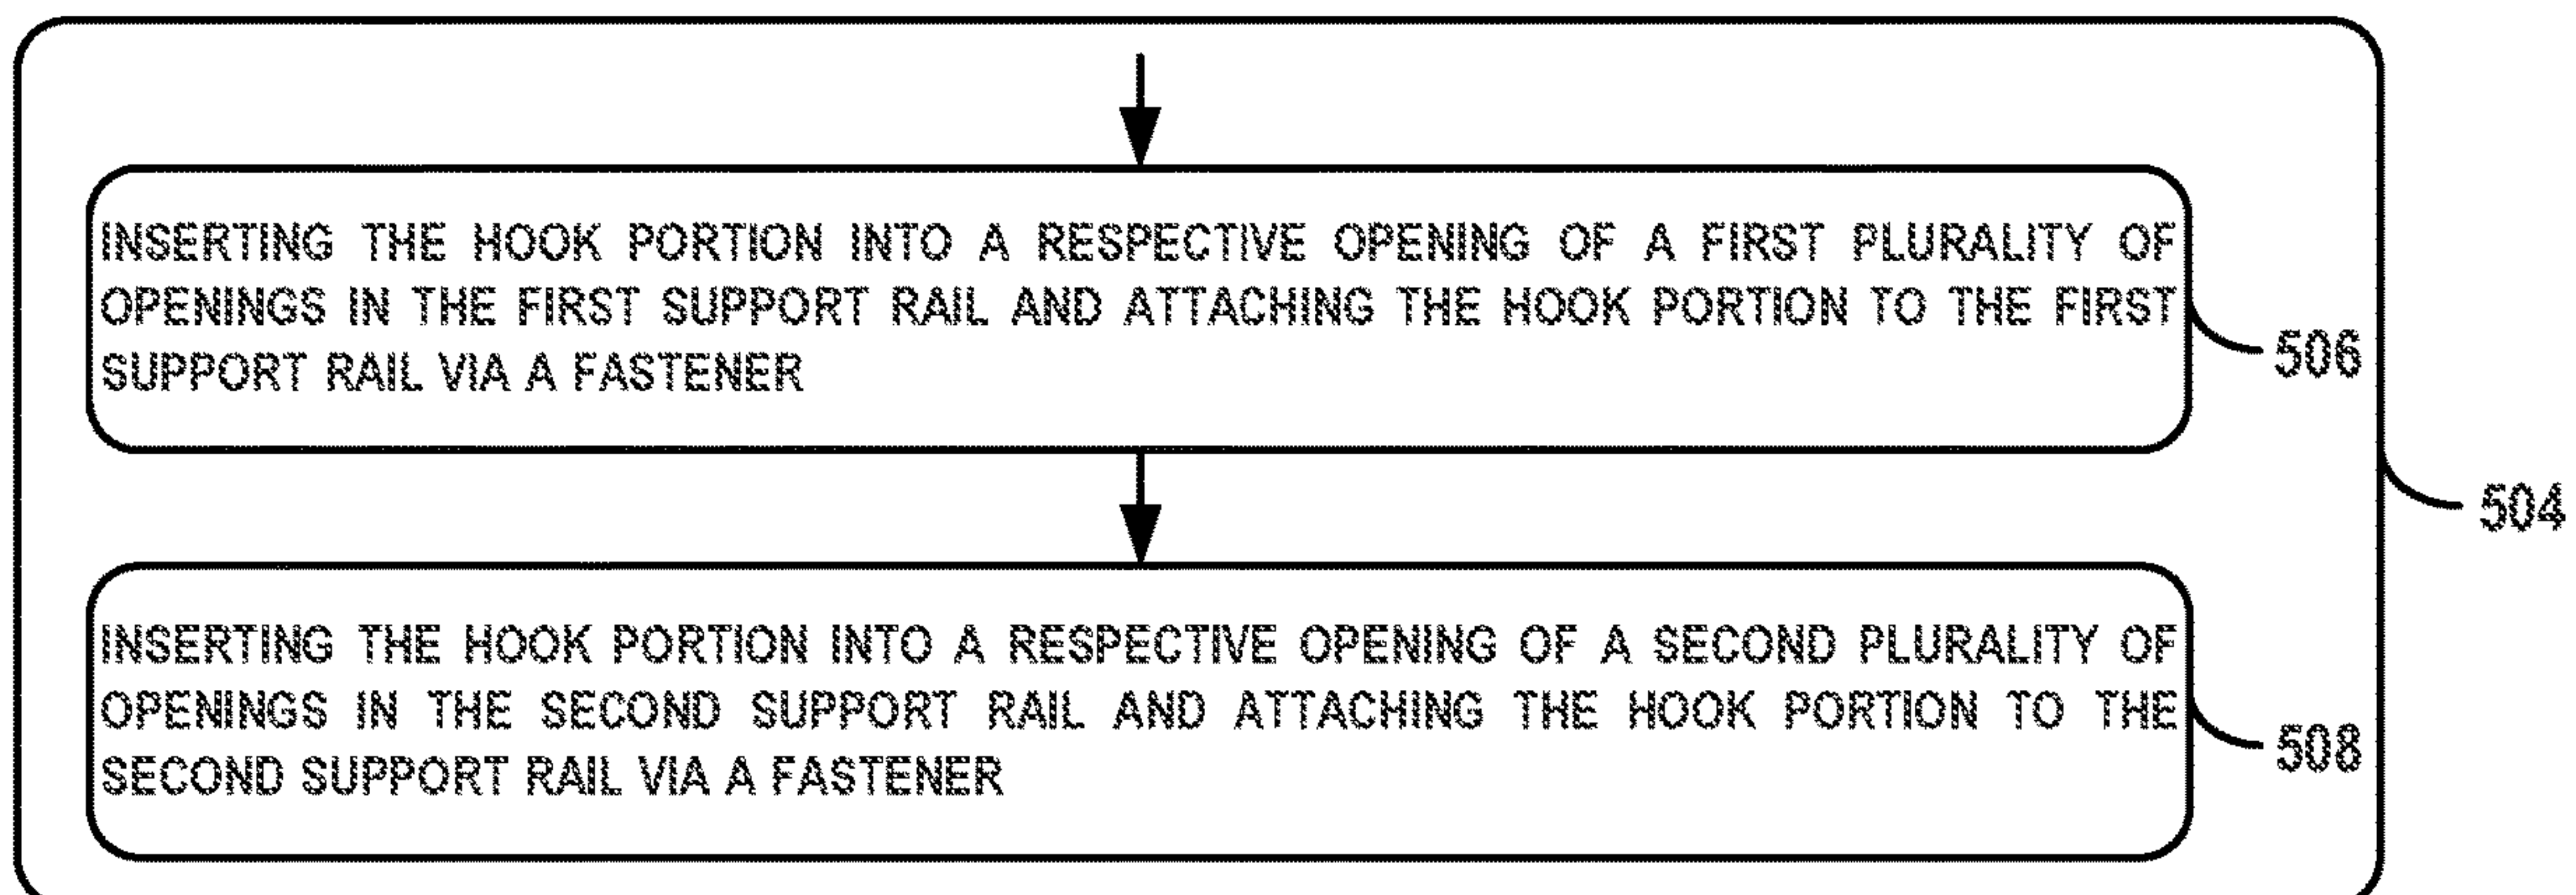 INSERTING THE HOOK PORTION INTO A RESPECTIVE OPENING OF A FIRST PLURALITY OF
OPENINGS IN THE FIRST SUPPORT RAIL AND ATTACHING THE HOOK PORTION TO THE FIRST
SUPPORT RAIL VIA A FASTENER
506
504
INSERTING THE HOOK PORTION INTO A RESPECTIVE OPENING OF A SECOND PLURALITY OF
OPENINGS IN THE SECOND SUPPORT RAIL AND ATTACHING THE HOOK PORTION TO THE
SECOND SUPPORT RAIL VIA A FASTENER
508